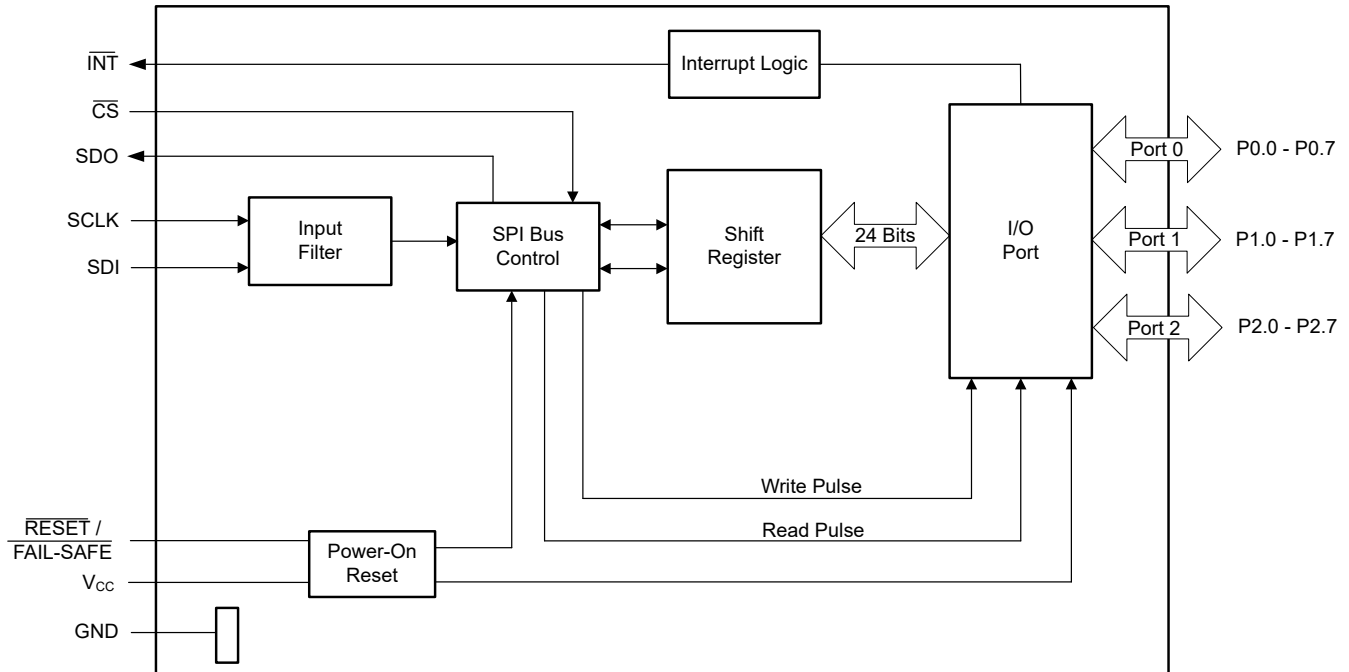 INT
Interrupt Logic
CS
SDO
Port 0
P0.0 - P0.7
SCLK
Input
Filter
SPI Bus
Control
Shift
Register
24 Bits
I/O
Port
Port 1
P1.0 - P1.7
SDI
Port 2
P2.0 - P2.7
Write Pulse
Read Pulse
RESET /
FAIL-SAFE
Power-On
Reset
VCC
GND